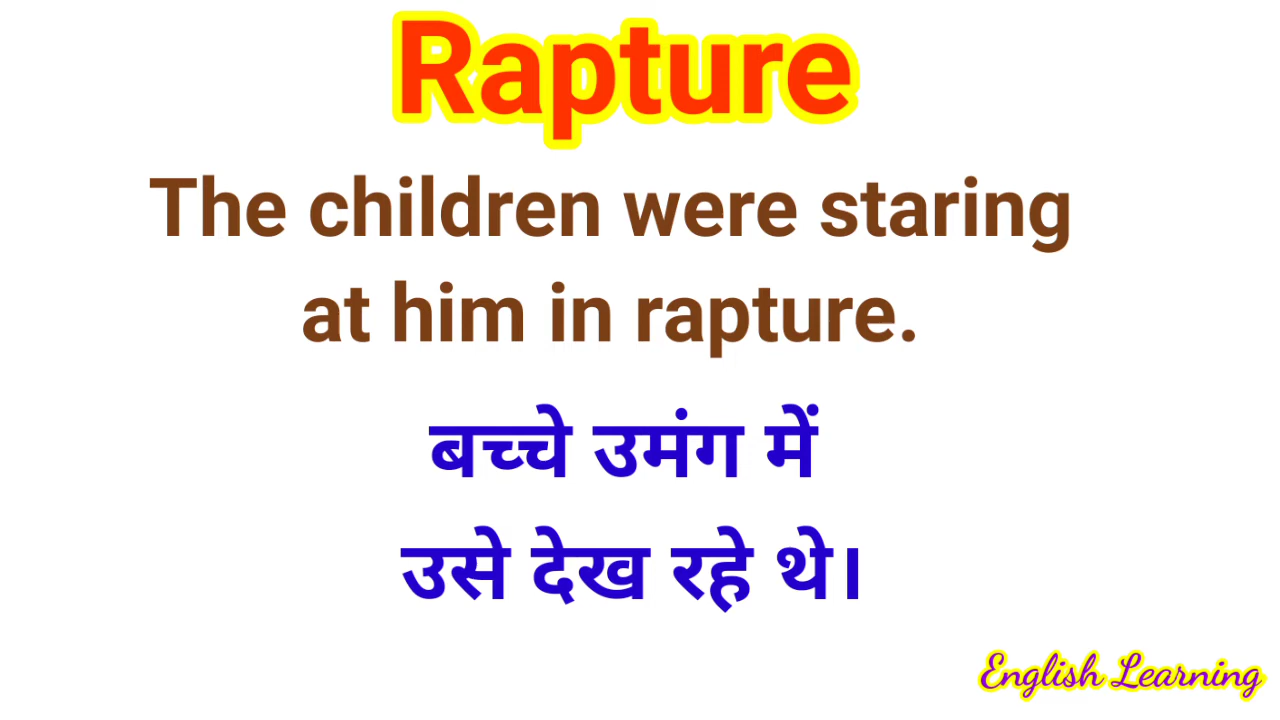 Rapture
The children were staring
at him in rapture.
बच्चे उमंग में
उसे देख रहे थे।
English Learning